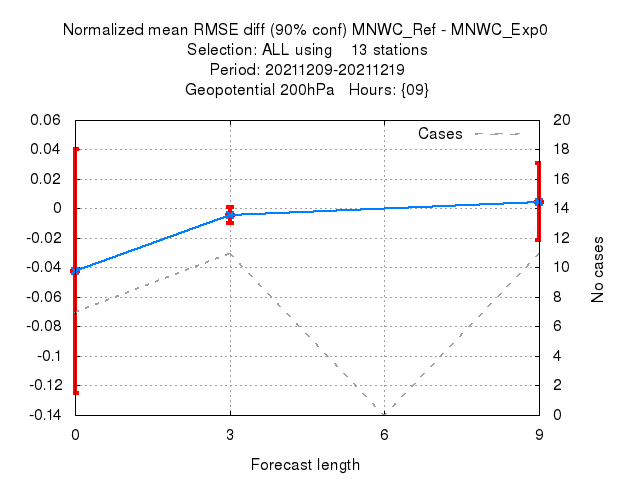 Normalized mean RMSE diff (90% conf) MNWC_Ref - MNWC_Exp0
Selection: ALL using 13 stations
Period: 20211209-20211219
Geopotential 200hPa Hours: {09}
Cases
0.06
0.04
0.02
0
-0.02
-0.04
-0.06
-0.08
-0.1
-0.12
-0.14
20
18
16
14
12
10
8
6
4
2
0
No cases
0 3 6 9
Forecast length